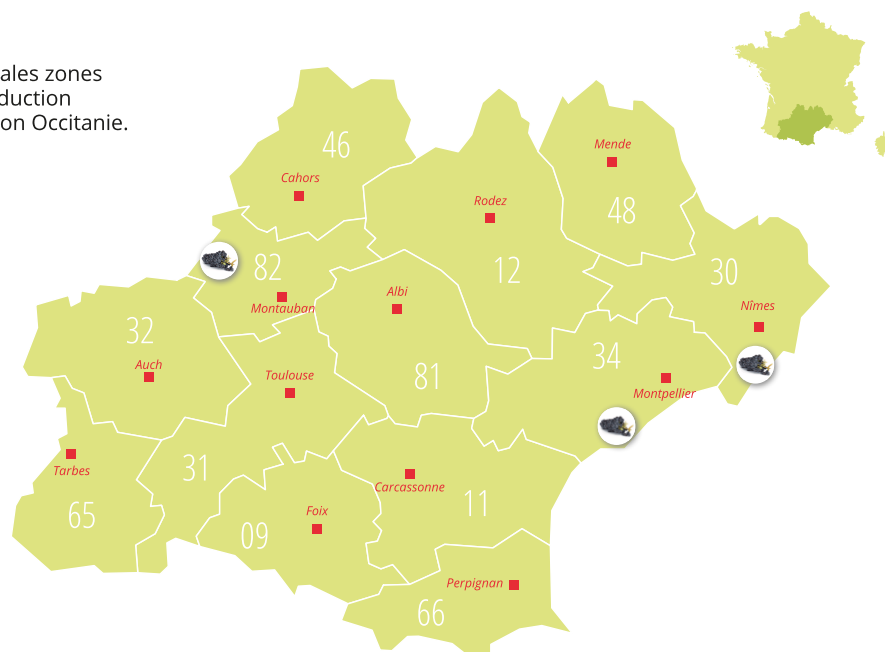 ales zones
duction
on Occitanie.
46
Cahors
Mende
48
Rodez
12
82
Montauban
30
Nîmes
Albi
81
32
Auch
Toulouse
34
Montpellier
Tarbes
65
31
Carcassonne
11
09
Foix
Perpignan
66